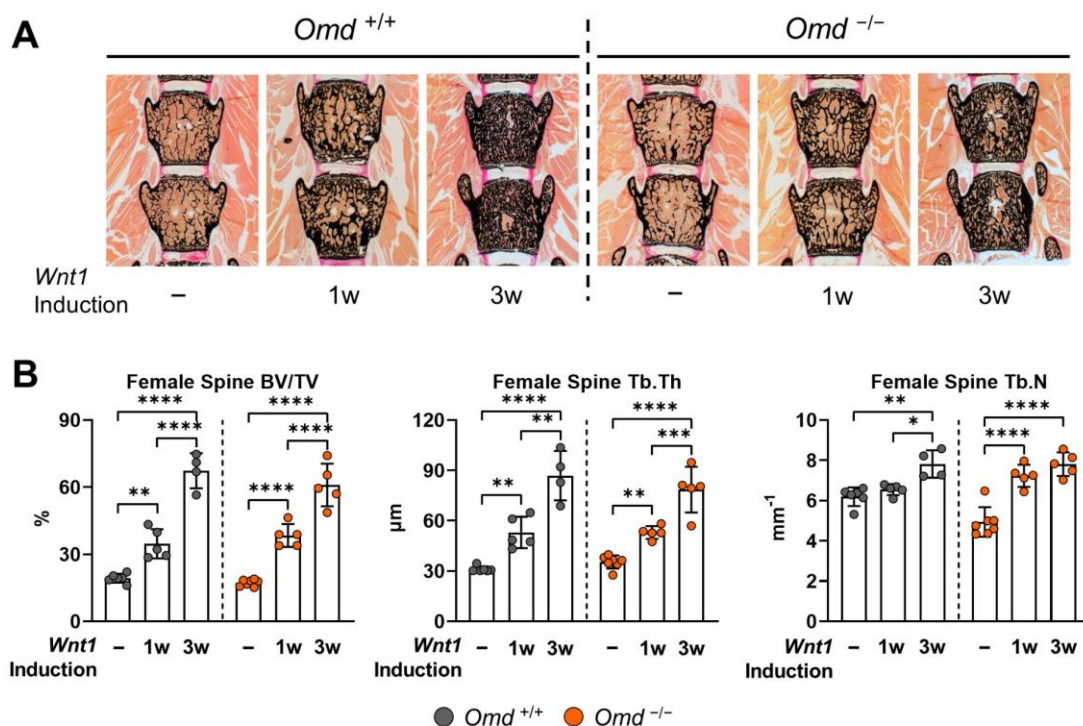 A
Omd +/+
Omd −/−
Wnt1
Induction
– 1w 3w – 1w 3w
B
Female Spine BV/TV
%
90
60
30
0
**
****
****
****
****
****
Wnt1
Induction
– 1w 3w – 1w 3w
Female Spine Tb.Th
µm
120
90
60
30
0
****
**
**
****
***
**
Wnt1
Induction
– 1w 3w – 1w 3w
Female Spine Tb.N
mm-1
8
6
4
2
0
**
*
****
****
Wnt1
Induction
– 1w 3w – 1w 3w
Omd +/+ Omd −/−